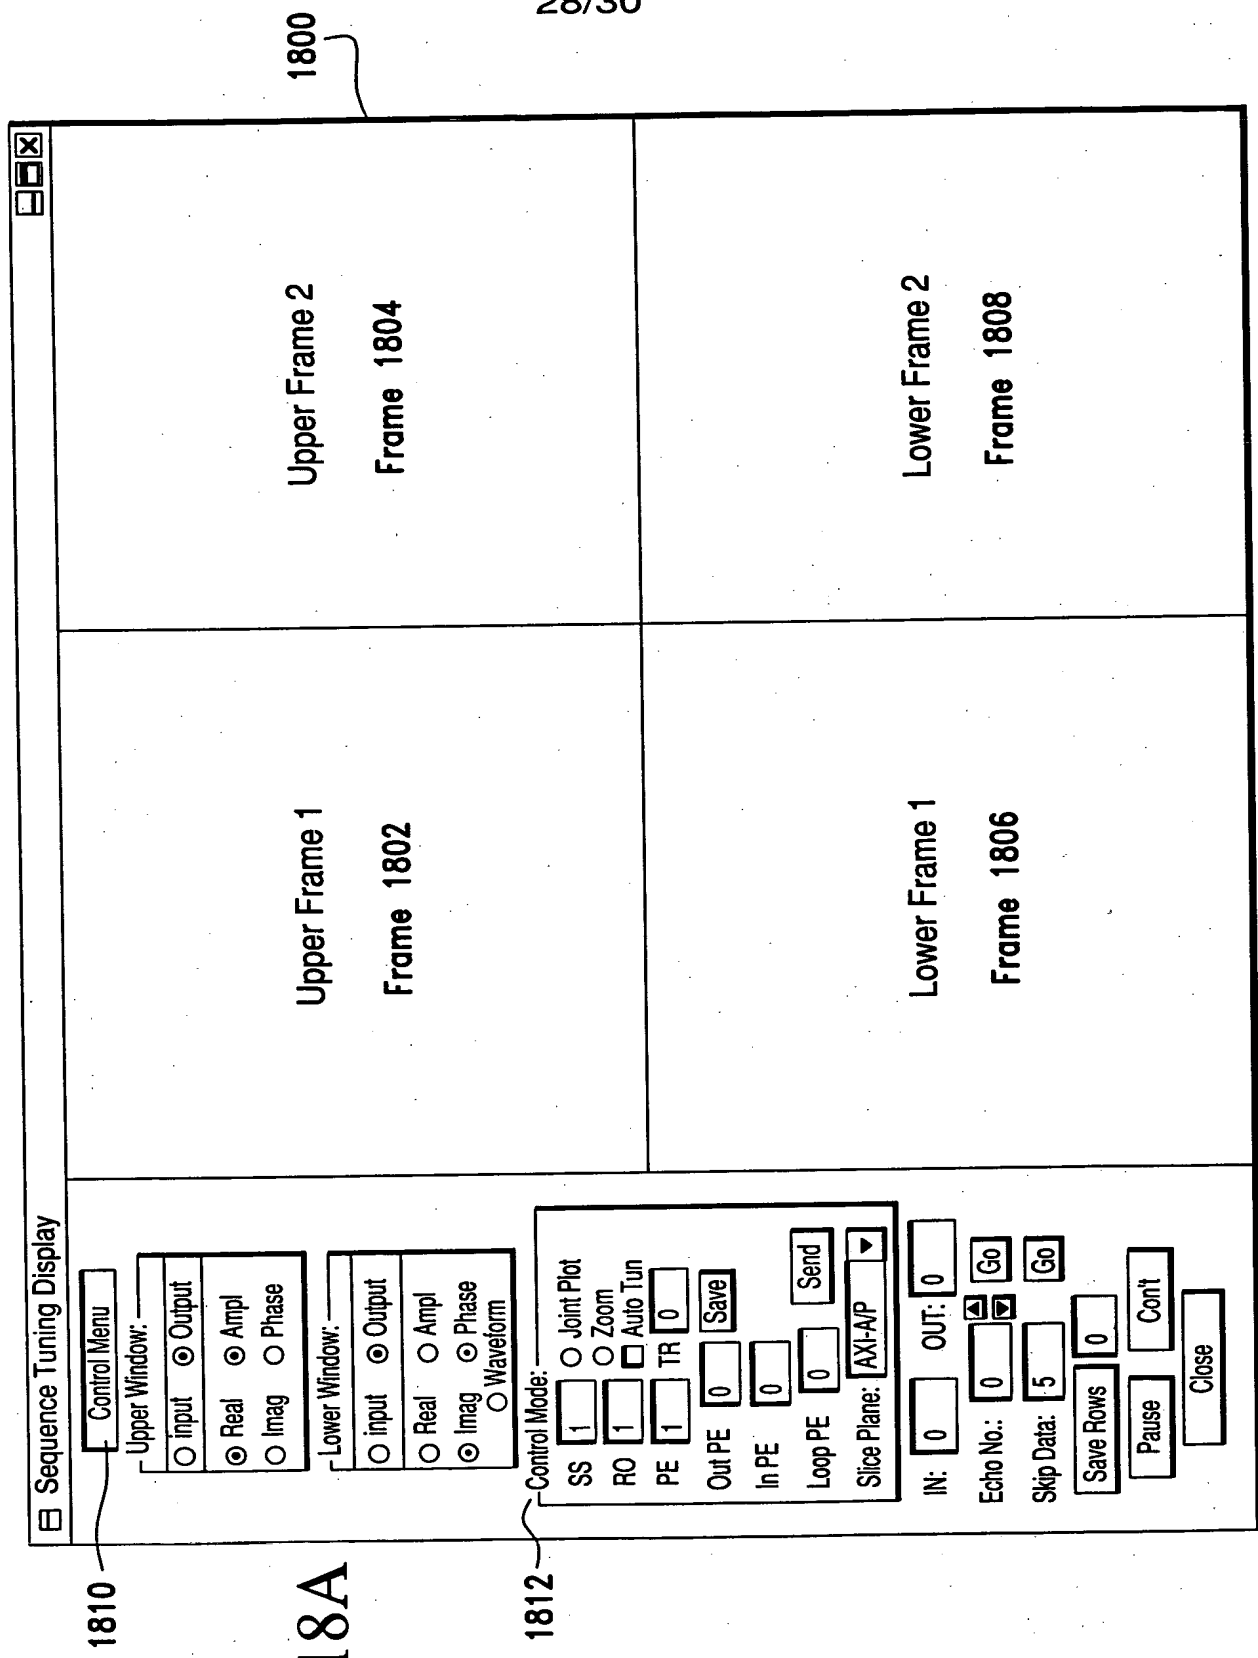 28/30
1800
Sequence Tuning Display
1810
Control Menu
Upper Window:
input Output
Real Ampl
Imag Phase
Lower Window:
input Output
Real Ampl
Imag Phase
Waveform
1812
Control Mode:
SS 1 Joint Plot
Zoom
RO 1 Auto Tun
PE 1 TR 0
Out PE 0 Save
In PE 0
Loop PE 0 Send
Slice Plane: AXI-A/P
IN: 0 OUT: 0
Echo No.: 0 Go
Skip Data: 5 Go
Save Rows 0
Pause Con't
Close
Upper Frame 1
Frame 1802
Upper Frame 2
Frame 1804
Lower Frame 1
Frame 1806
Lower Frame 2
Frame 1808
18A